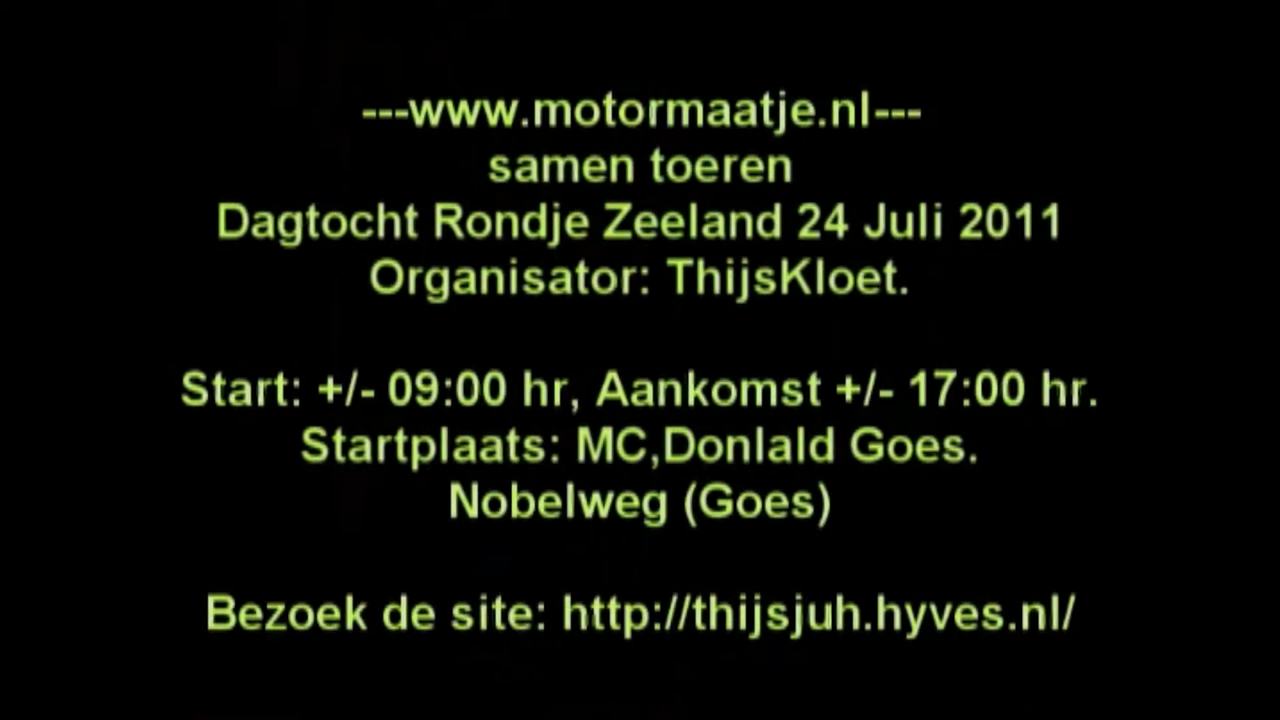 ---www.motormaatje.nl---
samen toeren
Dagtocht Rondje Zeeland 24 Juli 2011
Organisator: ThijsKloet.
Start: +/- 09:00 hr, Aankomst +/- 17:00 hr.
Startplaats: MC,Donlald Goes.
Nobelweg (Goes)
Bezoek de site: http://thijsjuh.hyves.nl/